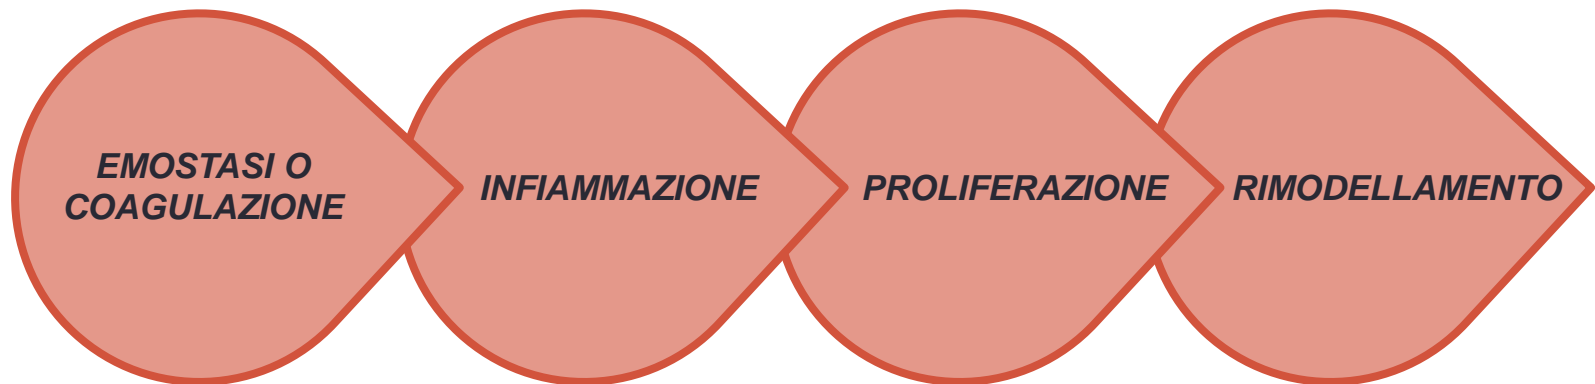 EMOSTASI O
COAGULAZIONE
INFIAMMAZIONE
PROLIFERAZIONE
RIMODELLAMENTO